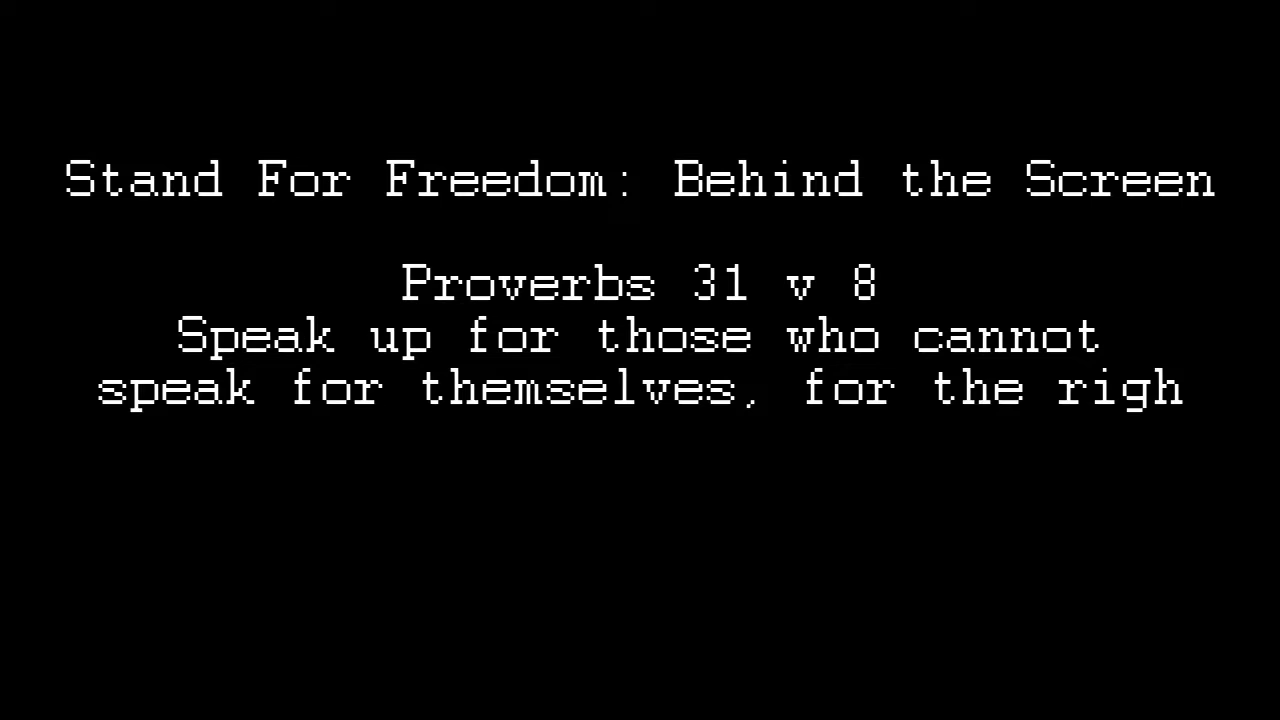 Stand For Freedom: Behind the Screen
Proverbs 31 v 8
Speak up for those who cannot
speak for themselves, for the righ